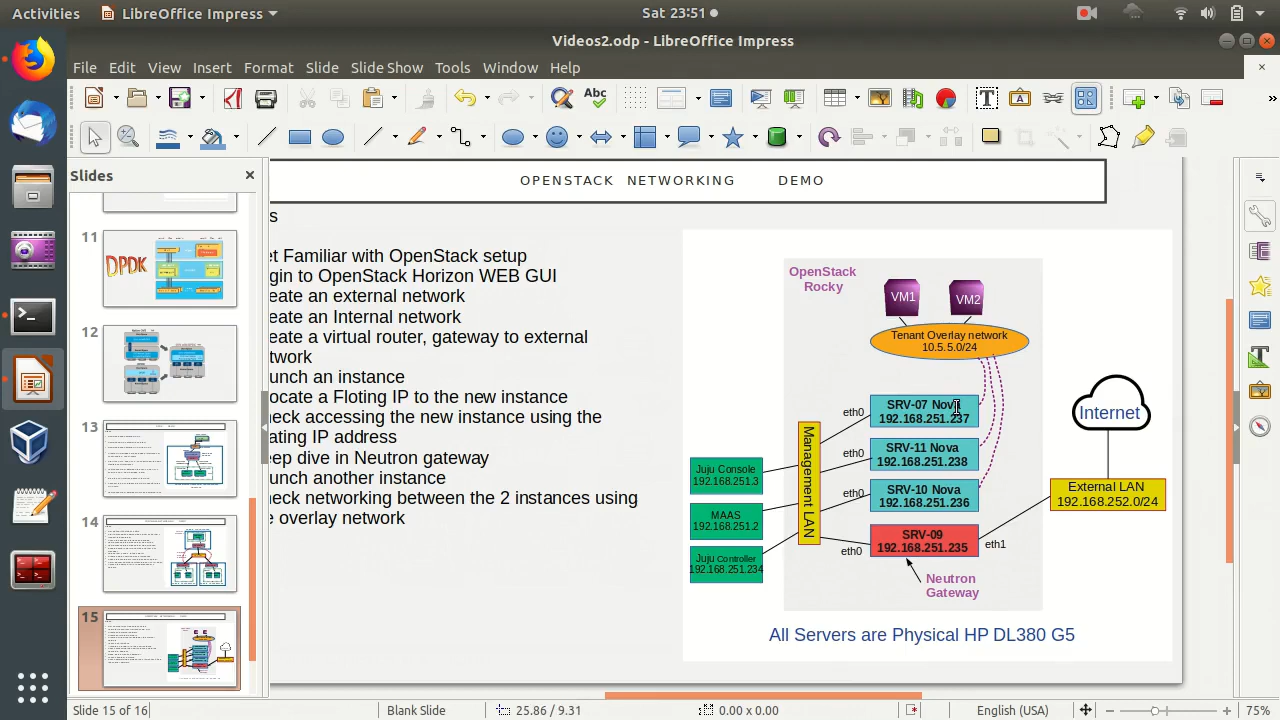 Activities
LibreOffice Impress
Sat 23:51
Videos2.odp - LibreOffice Impress
File Edit View Insert Format Slide Slide Show Tools Window Help
Abc
Slides
11
DPDK
12
13
14
15
OPENSTACK NETWORKING DEMO
s
et Familiar with OpenStack setup
gin to OpenStack Horizon WEB GUI
eate an external network
eate an Internal network
eate a virtual router, gateway to external
twork
unch an instance
ocate a Floting IP to the new instance
eck accessing the new instance using the
ating IP address
eep dive in Neutron gateway
unch another instance
eck networking between the 2 instances using
e overlay network
OpenStack
Rocky
VM1
VM2
Tenant Overlay network
10.5.5.0/24
eth0
SRV-07 Nova
192.168.251.237
eth0
SRV-11 Nova
192.168.251.238
eth0
SRV-10 Nova
192.168.251.236
eth0
SRV-09
192.168.251.235
eth1
Management LAN
Juju Console
192.168.251.3
MAAS
192.168.251.2
Juju Controller
192.168.251.234
Neutron
Gateway
Internet
External LAN
192.168.252.0/24
All Servers are Physical HP DL380 G5
Slide 15 of 16
Blank Slide
25.86 / 9.31
0.00 x 0.00
English (USA)
75%